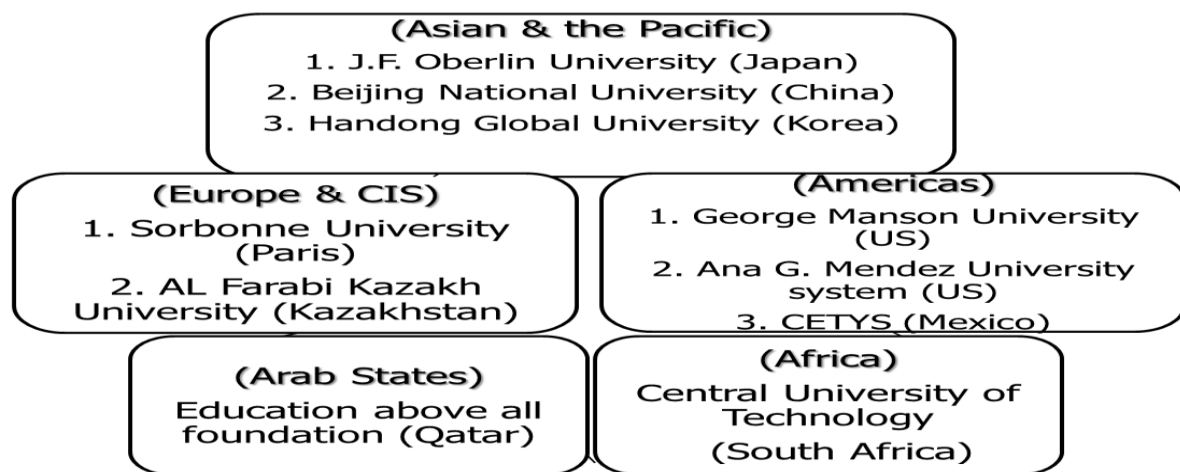 (Asian & the Pacific)
1. J.F. Oberlin University (Japan)
2. Beijing National University (China)
3. Handong Global University (Korea)
(Europe & CIS)
1. Sorbonne University
(Paris)
2. AL Farabi Kazakh
University (Kazakhstan)
(Americas)
1. George Manson University
(US)
2. Ana G. Mendez University
system (US)
3. CETYS (Mexico)
(Arab States)
Education above all
foundation (Qatar)
(Africa)
Central University of
Technology
(South Africa)